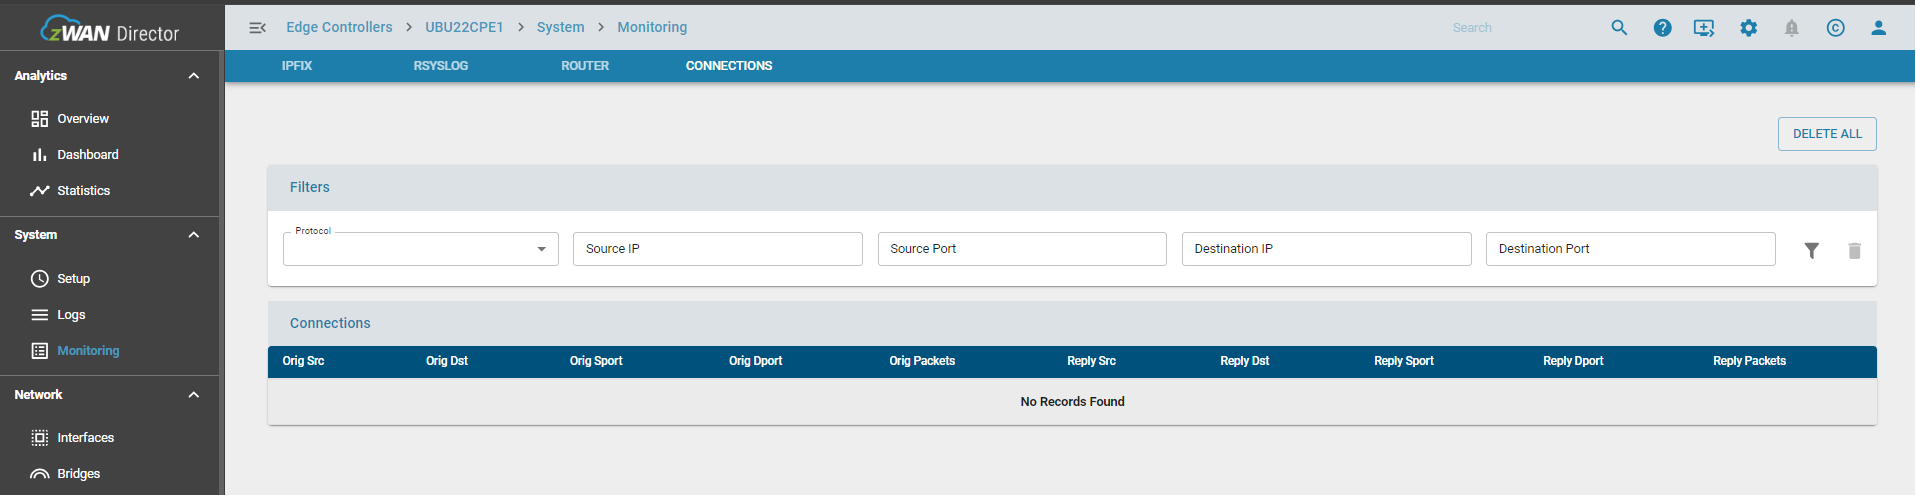 zWAN Director
Edge Controllers > UBU22CPE1 > System > Monitoring
Search
IPFIX RSYSLOG ROUTER CONNECTIONS
Analytics
Overview
Dashboard
Statistics
System
Setup
Logs
Monitoring
Network
Interfaces
Bridges
DELETE ALL
Filters
Protocol
Source IP Source Port Destination IP Destination Port
Connections
Orig Src Orig Dst Orig Sport Orig Dport Orig Packets Reply Src Reply Dst Reply Sport Reply Dport Reply Packets
No Records Found